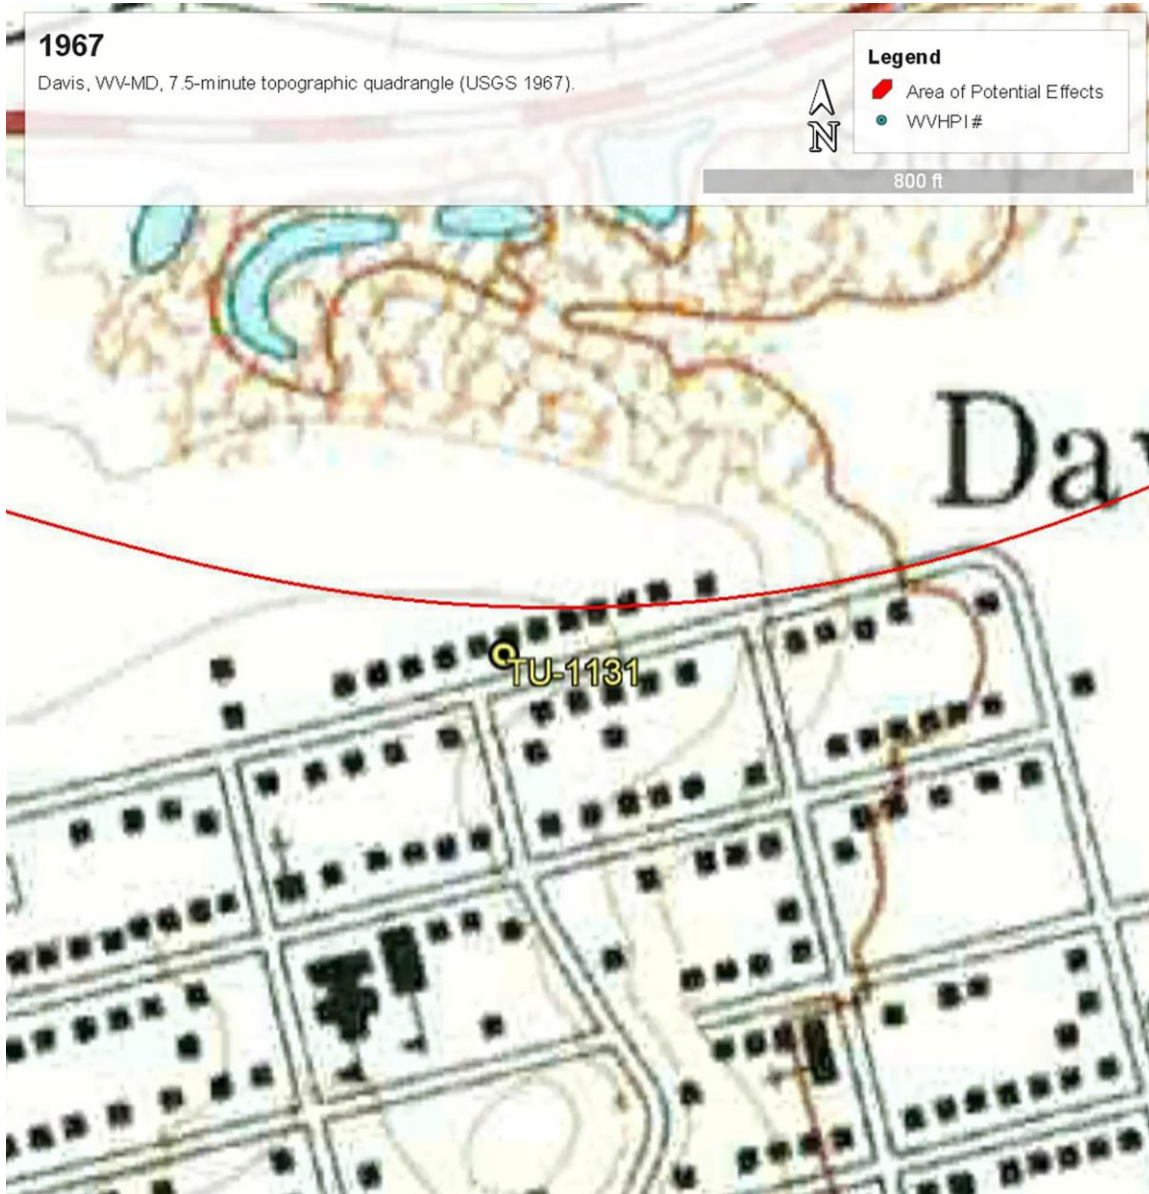 1967
Davis, WV-MD, 7.5-minute topographic quadrangle (USGS 1967).
Legend
Area of Potential Effects
WVHPI #
N
800 ft
Da
TU-1131